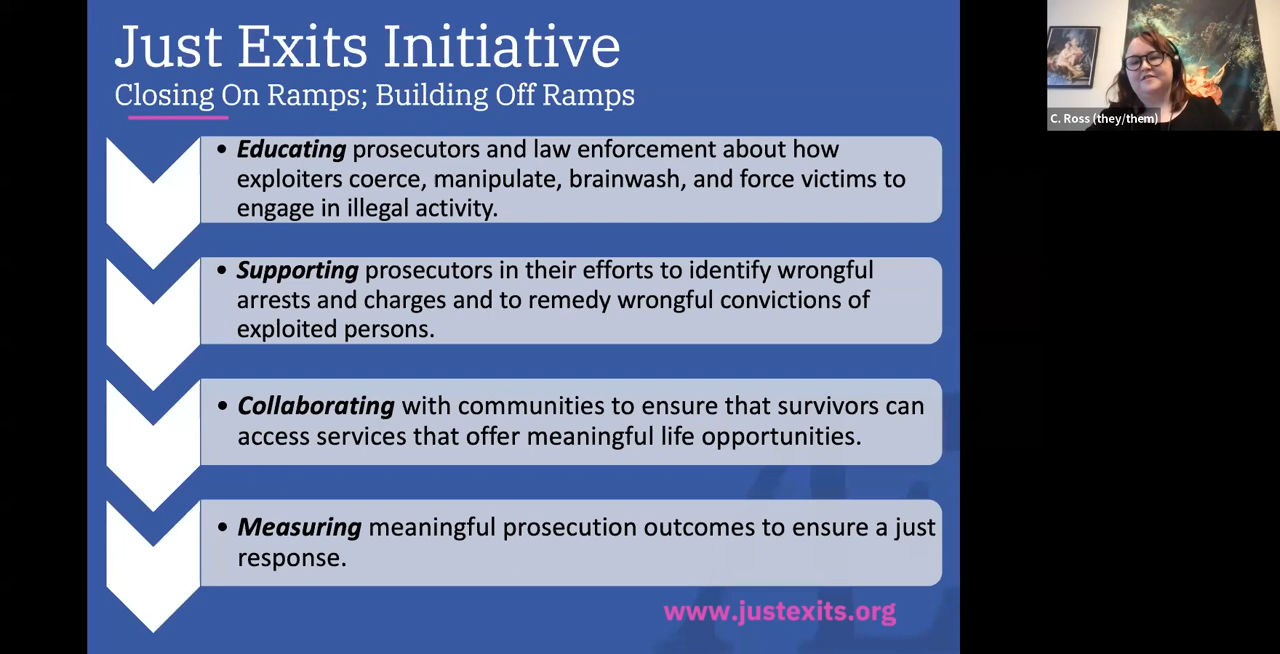 Just Exits Initiative
Closing On Ramps; Building Off Ramps
• Educating prosecutors and law enforcement about how
exploiters coerce, manipulate, brainwash, and force victims to
engage in illegal activity.
• Supporting prosecutors in their efforts to identify wrongful
arrests and charges and to remedy wrongful convictions of
exploited persons.
• Collaborating with communities to ensure that survivors can
access services that offer meaningful life opportunities.
• Measuring meaningful prosecution outcomes to ensure a just
response.
www.justexits.org
C. Ross (they/them)